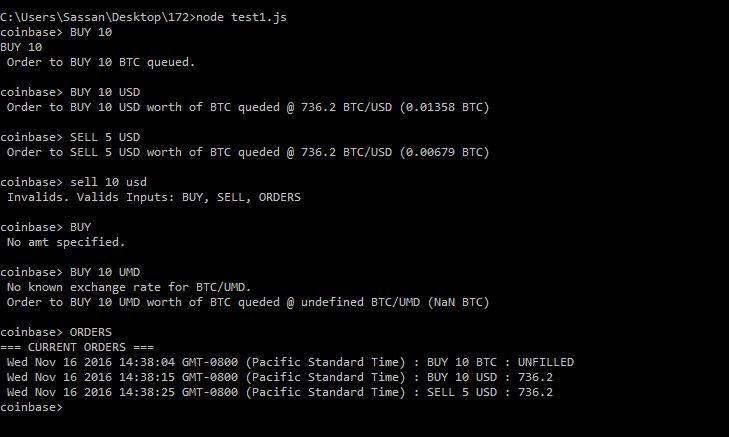 C:\Users\Sassan\Desktop\172>node test1.js
coinbase> BUY 10
BUY 10
 Order to BUY 10 BTC queued.
coinbase> BUY 10 USD
 Order to BUY 10 USD worth of BTC queded @ 736.2 BTC/USD (0.01358 BTC)
coinbase> SELL 5 USD
 Order to SELL 5 USD worth of BTC queded @ 736.2 BTC/USD (0.00679 BTC)
coinbase> sell 10 usd
 Invalids. Valids Inputs: BUY, SELL, ORDERS
coinbase> BUY
 No amt specified.
coinbase> BUY 10 UMD
 No known exchange rate for BTC/UMD.
 Order to BUY 10 UMD worth of BTC queded @ undefined BTC/UMD (NaN BTC)
coinbase> ORDERS
=== CURRENT ORDERS ===
 Wed Nov 16 2016 14:38:04 GMT-0800 (Pacific Standard Time) : BUY 10 BTC : UNFILLED
 Wed Nov 16 2016 14:38:15 GMT-0800 (Pacific Standard Time) : BUY 10 USD : 736.2
 Wed Nov 16 2016 14:38:25 GMT-0800 (Pacific Standard Time) : SELL 5 USD : 736.2
coinbase>